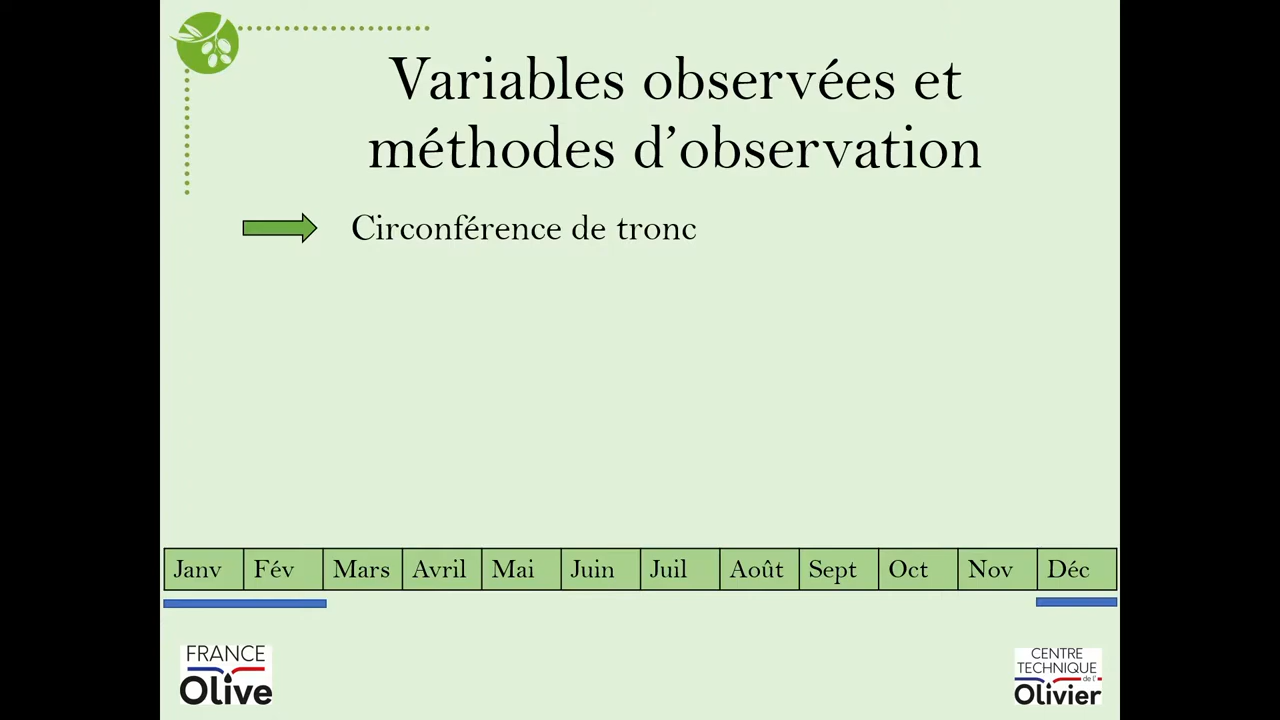 Variables observées et
méthodes d’observation
Circonférence de tronc
Janv Fév Mars Avril Mai Juin Juil Août Sept Oct Nov Déc
FRANCE
Olive
CENTRE
TECHNIQUE
de l'
Olivier